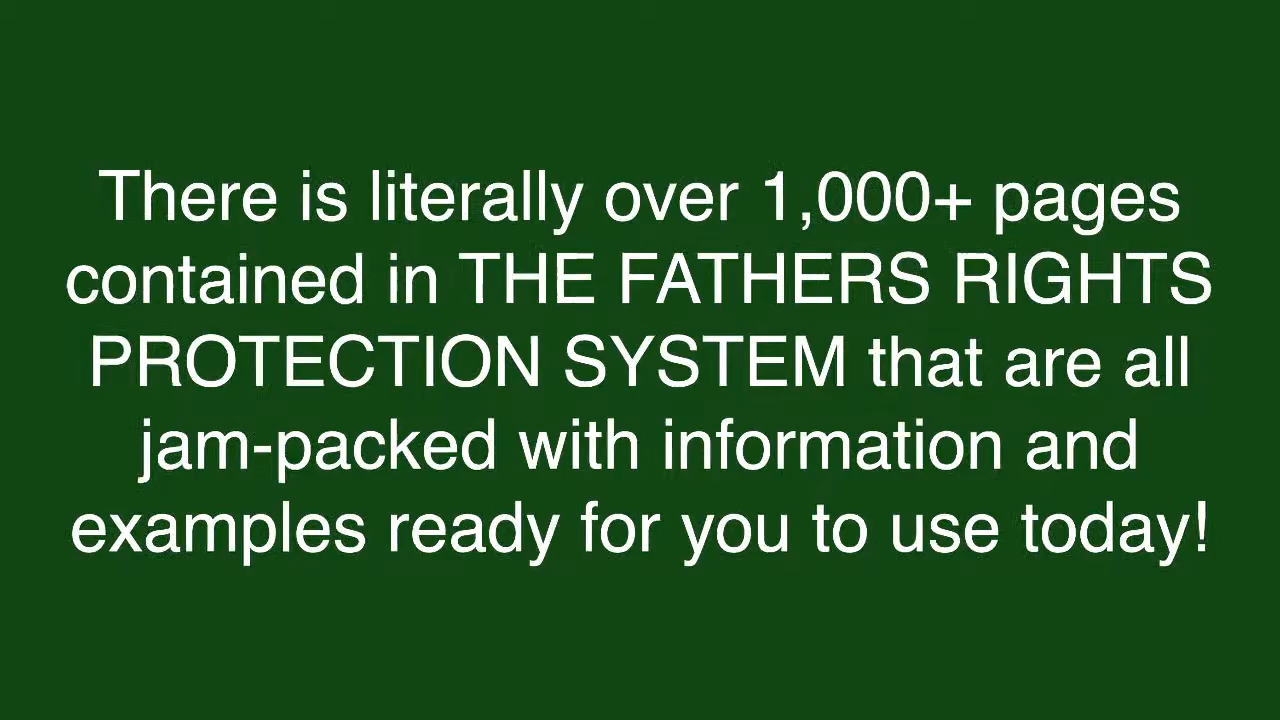 There is literally over 1,000+ pages
contained in THE FATHERS RIGHTS
PROTECTION SYSTEM that are all
jam-packed with information and
examples ready for you to use today!